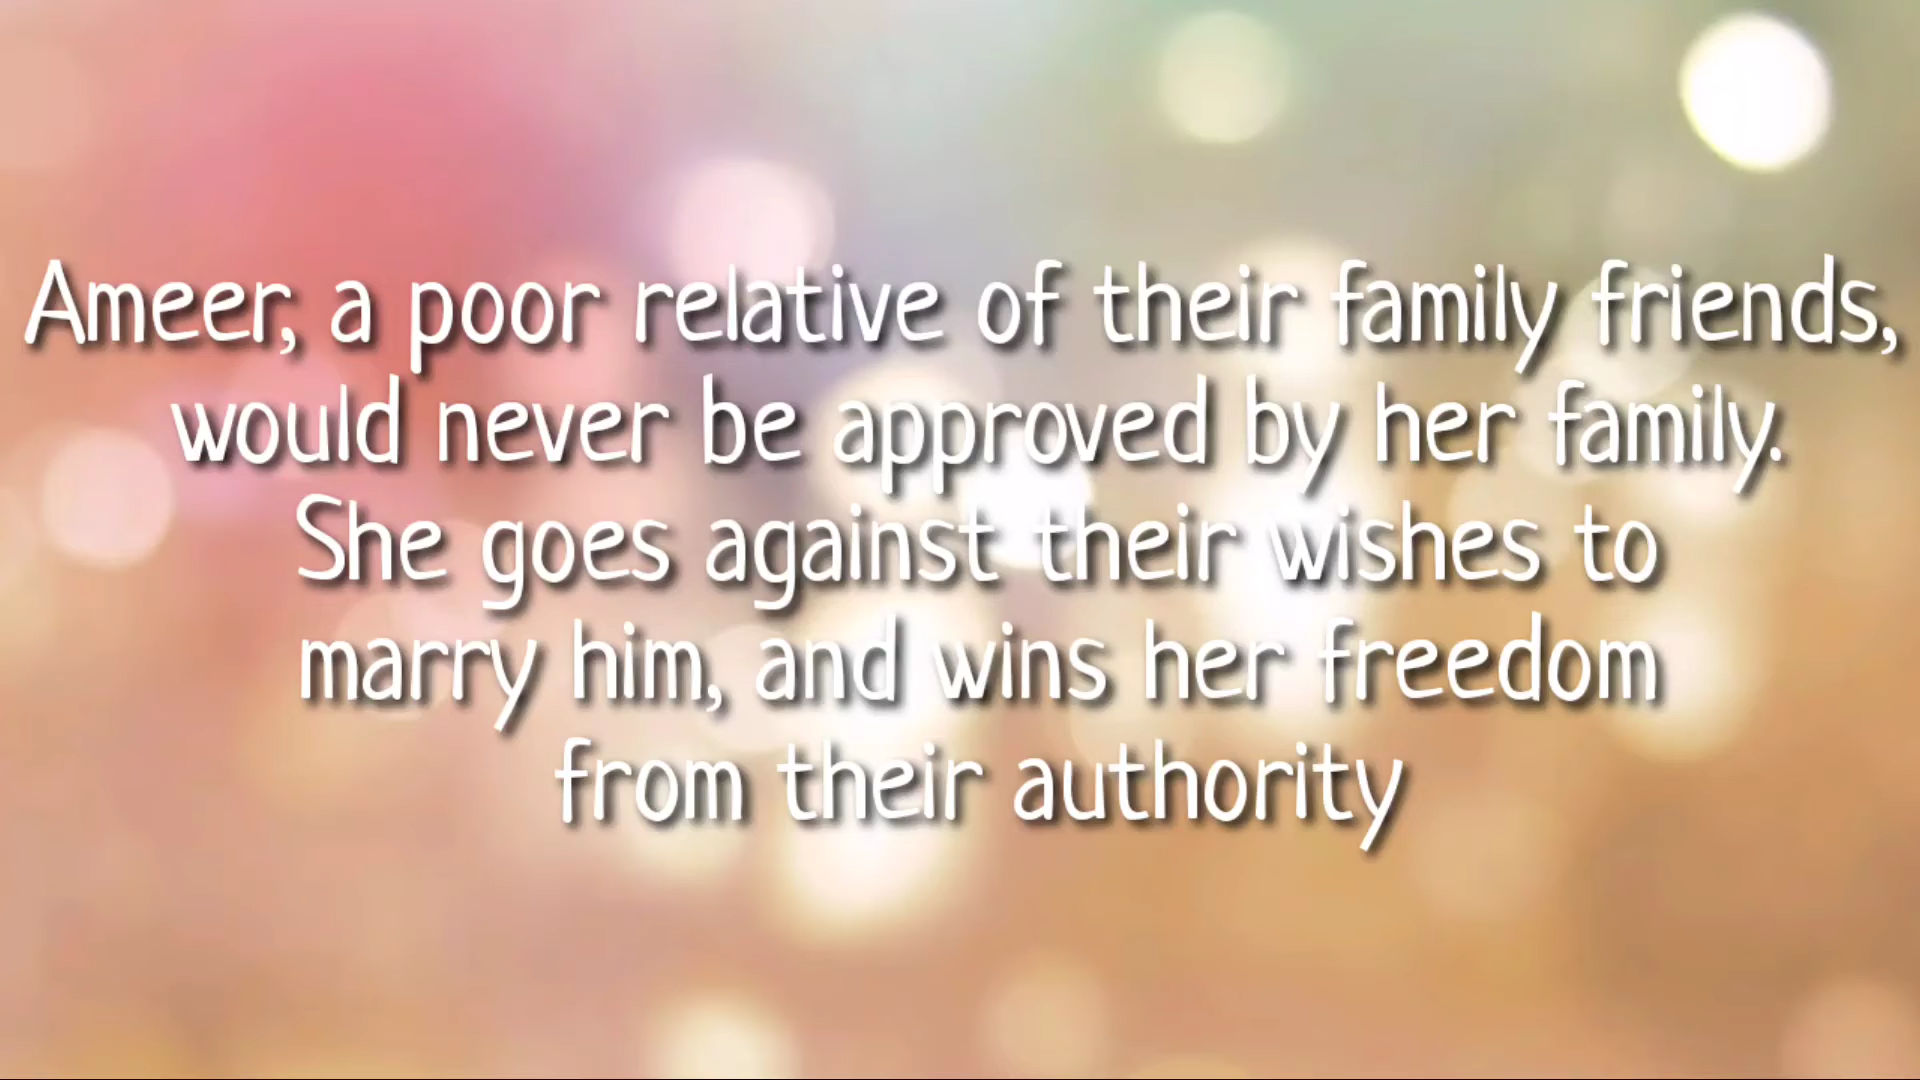 Ameer, a poor relative of their family friends,
would never be approved by her family.
She goes against their wishes to
marry him, and wins her freedom
from their authority